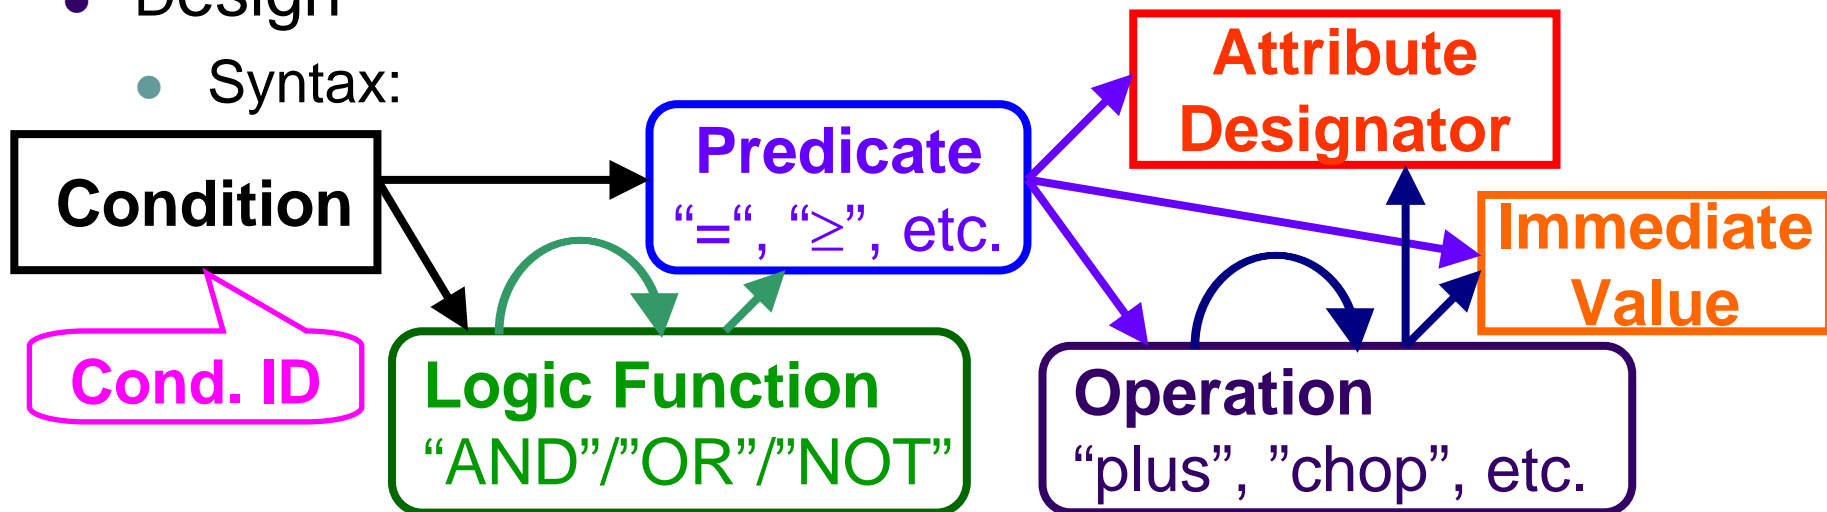 Design
Syntax:
Condition
Cond. ID
Predicate
“=“, “≥”, etc.
Logic Function
“AND”/”OR”/”NOT”
Attribute
Designator
Immediate
Value
Operation
“plus”, ”chop”, etc.